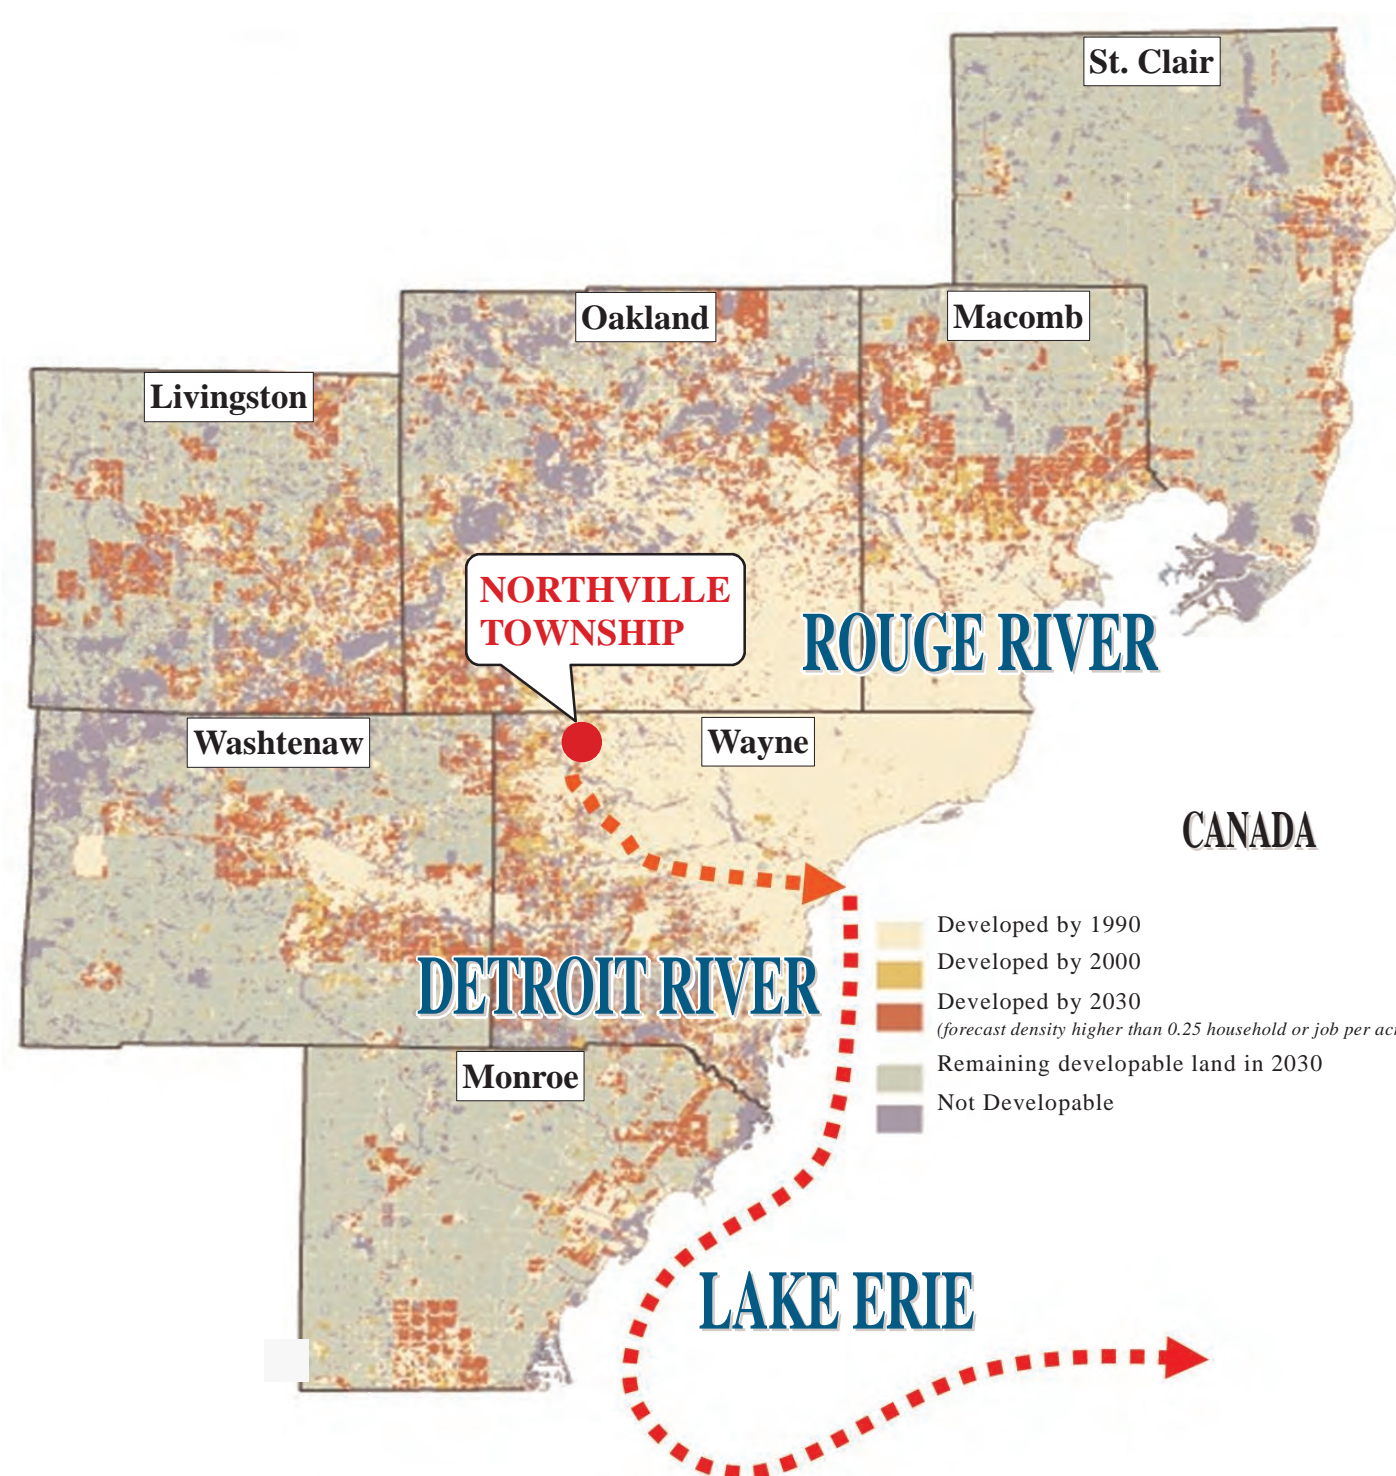 St. Clair
Oakland
Macomb
Livingston
NORTHVILLE
TOWNSHIP
ROUGE RIVER
Washtenaw
Wayne
CANADA
Developed by 1990
Developed by 2000
DETROIT RIVER
Developed by 2030
(forecast density higher than 0.25 household or job per ac
Remaining developable land in 2030
Monroe
Not Developable
LAKE ERIE